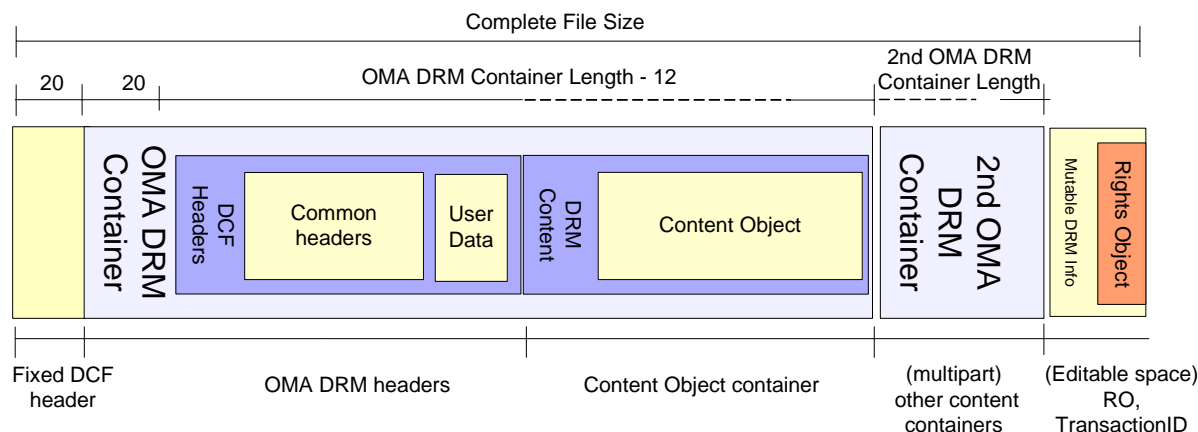 Complete File Size
20
20
OMA DRM Container Length - 12
2nd OMA DRM
Container Length
OMA DRM
Container
DCF
Headers
Common
headers
User
Data
DRM
Content
Content Object
2nd OMA
DRM
Container
Mutable DRM Info
Rights Object
Fixed DCF
header
OMA DRM headers
Content Object container
(multipart)
other content
containers
(Editable space)
RO,
TransactionID